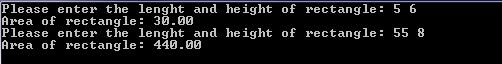 Please enter the lenght and height of rectangle: 5 6
Area of rectangle: 30.00
Please enter the lenght and height of rectangle: 55 8
Area of rectangle: 440.00